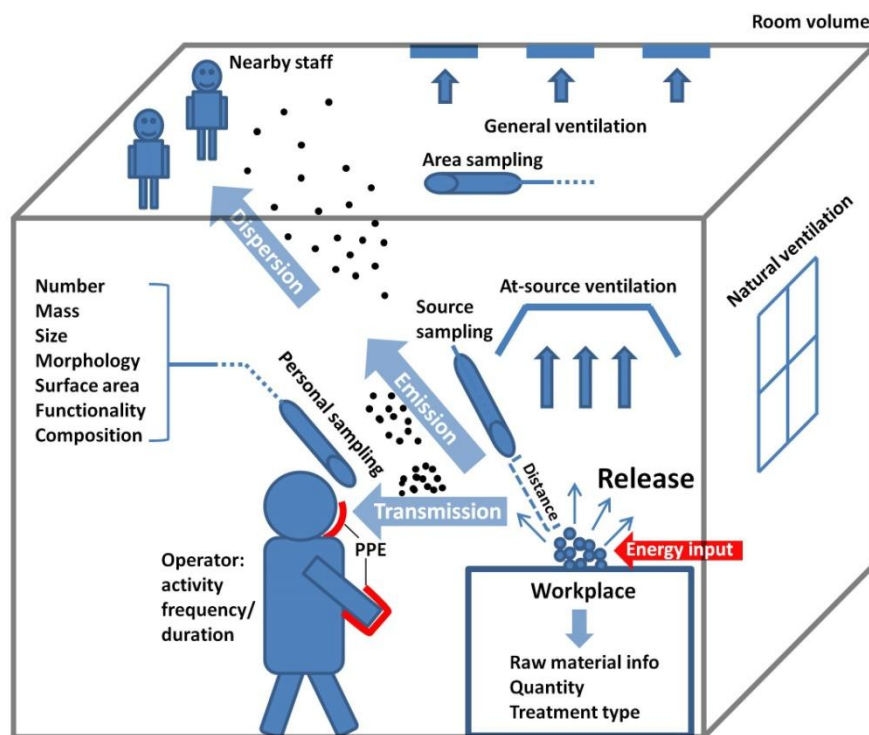 Room volume
Nearby staff
General ventilation
Area sampling
Dispersion
Natural ventilation
Number
Mass
Size
Morphology
Surface area
Functionality
Composition
At-source ventilation
Source
sampling
Personal sampling
Emission
Distance
Release
Transmission
Energy input
PPE
Operator:
activity
frequency/
duration
Workplace
Raw material info
Quantity
Treatment type